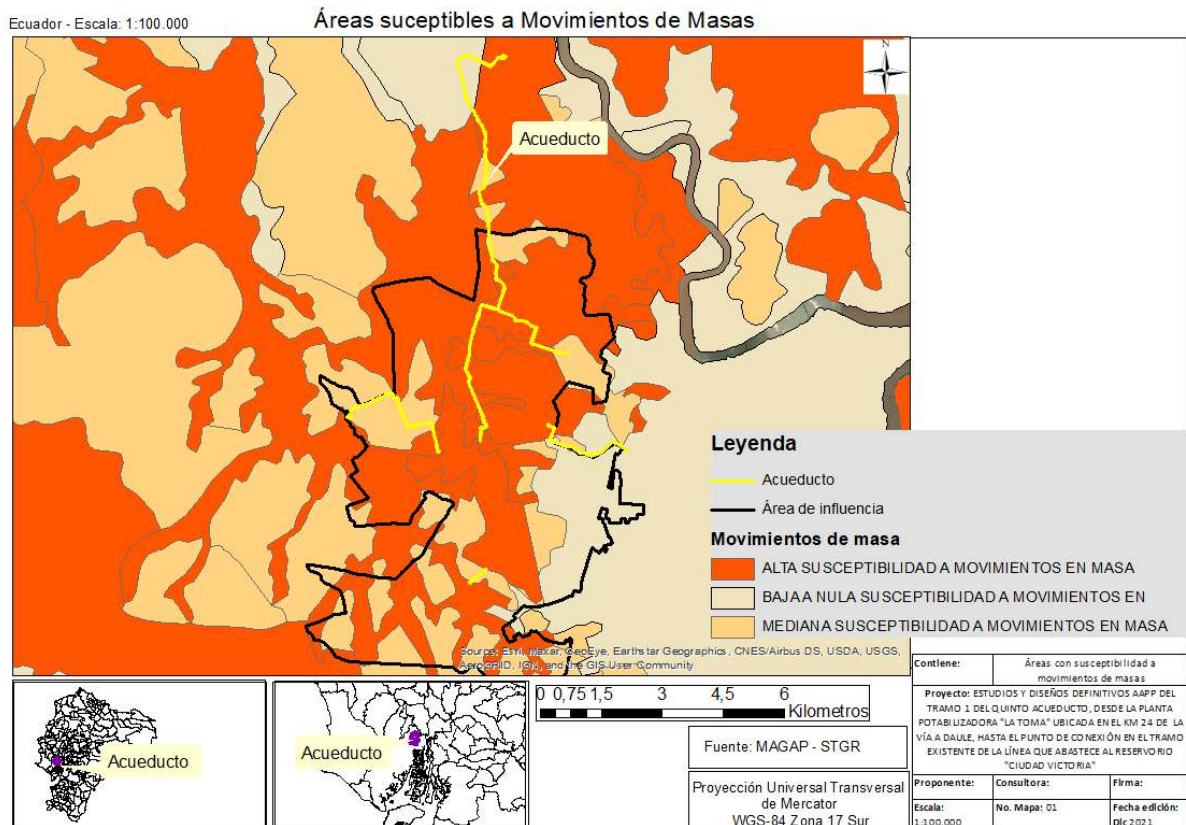 Ecuador - Escala: 1:100.000
Áreas suceptibles a Movimientos de Masas
N
Acueducto
Leyenda
Acueducto
Área de influencia
Movimientos de masa
ALTA SUSCEPTIBILIDAD A MOVIMIENTOS EN MASA
BAJA A NULA SUSCEPTIBILIDAD A MOVIMIENTOS EN
MEDIANA SUSCEPTIBILIDAD A MOVIMIENTOS EN MASA
Source: Esri, Maxar, GeoEye, Earthstar Geographics, CNES/Airbus DS, USDA, USGS,
AeroGRID, IGN, and the GIS User Community
Acueducto
Acueducto
0 0,75 1,5 3 4,5 6
Kilometros
Fuente: MAGAP - STGR
Proyección Universal Transversal
de Mercator
WGS-84 Zona 17 Sur
Contiene:
Áreas con susceptibilidad a
movimientos de masas
Proyecto: ESTUDIOS Y DISEÑOS DEFINITIVOS AAPP DEL
TRAMO 1 DEL QUINTO ACUEDUCTO, DESDE LA PLANTA
POTABILIZADORA "LA TOMA" UBICADA EN EL KM 24 DE LA
VÍA A DAULE, HASTA EL PUNTO DE CONEXIÓN EN EL TRAMO
EXISTENTE DE LA LÍNEA QUE ABASTECE AL RESERVORIO
"CIUDAD VICTORIA"
Proponente:
Consultora:
Firma:
Escala:
1:100.000
No. Mapa: 01
Fecha edición:
Dic 2021